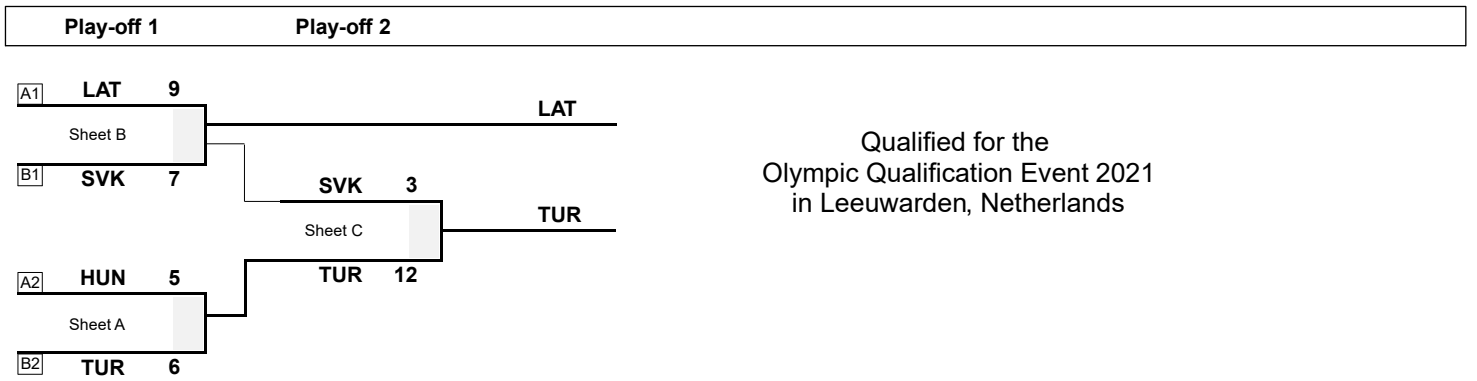 Play-off 1 Play-off 2
A1 LAT 9
LAT
Sheet B
B1 SVK 7
SVK 3
TUR
Sheet C
TUR 12
A2 HUN 5
Sheet A
B2 TUR 6
Qualified for the
Olympic Qualification Event 2021
in Leeuwarden, Netherlands